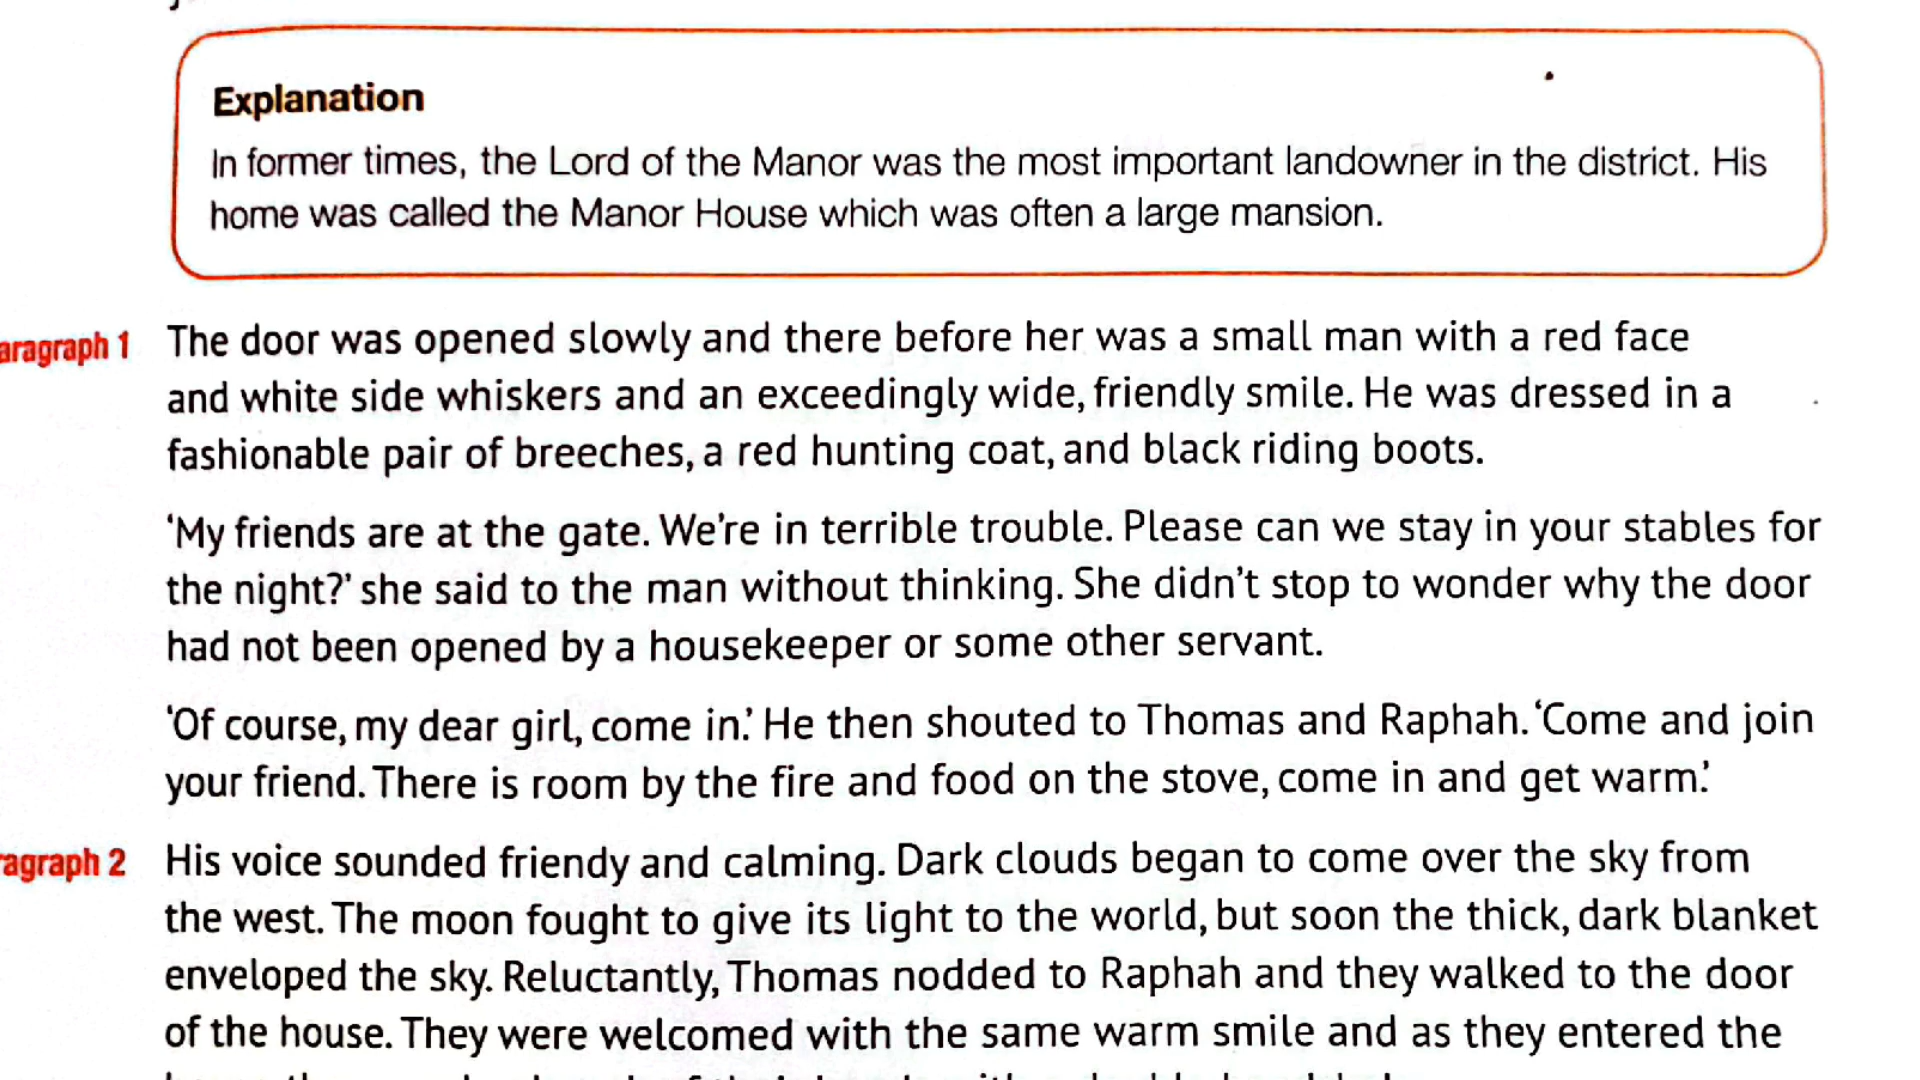 Explanation
In former times, the Lord of the Manor was the most important landowner in the district. His
home was called the Manor House which was often a large mansion.
aragraph 1
The door was opened slowly and there before her was a small man with a red face
and white side whiskers and an exceedingly wide, friendly smile. He was dressed in a
fashionable pair of breeches, a red hunting coat, and black riding boots.
‘My friends are at the gate. We're in terrible trouble. Please can we stay in your stables for
the night?’ she said to the man without thinking. She didn't stop to wonder why the door
had not been opened by a housekeeper or some other servant.
‘Of course, my dear girl, come in.’ He then shouted to Thomas and Raphah. ‘Come and join
your friend. There is room by the fire and food on the stove, come in and get warm.’
ragraph 2
His voice sounded friendy and calming. Dark clouds began to come over the sky from
the west. The moon fought to give its light to the world, but soon the thick, dark blanket
enveloped the sky. Reluctantly, Thomas nodded to Raphah and they walked to the door
of the house. They were welcomed with the same warm smile and as they entered the